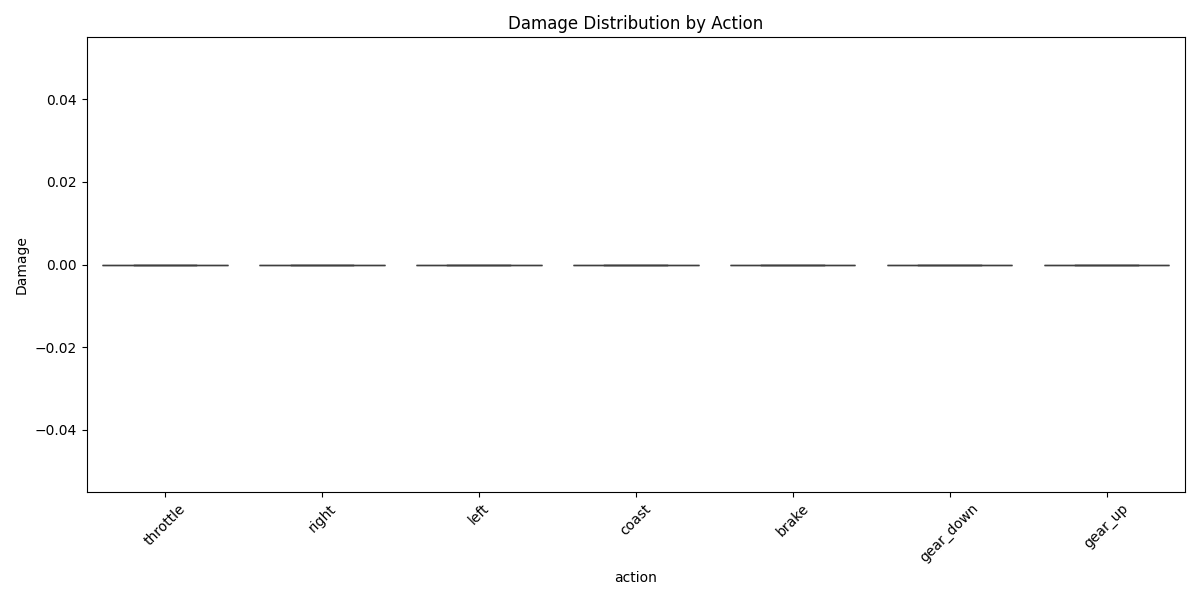 Damage Distribution by Action
Damage
0.04
0.02
0.00
−0.02
−0.04
throttle
right
left
coast
brake
gear_down
gear_up
action